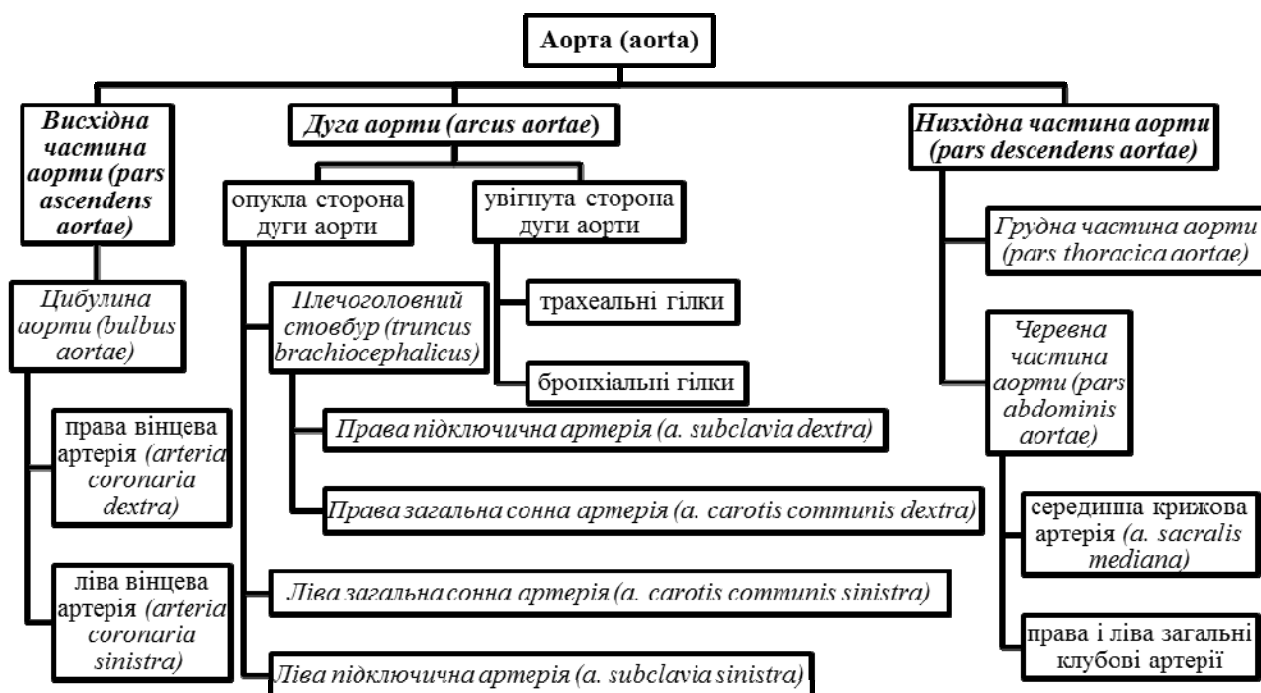 Аорта (aorta)
Висхідна
частина
аорти (pars
ascendens
aortae)
Цибулина
аорти (bulbus
aortae)
права вінцева
артерія (arteria
coronaria
dextra)
ліва вінцева
артерія (arteria
coronaria
sinistra)
Дуга аорти (arcus aortae)
опукла сторона
дуги аорти
Плечоголовний
стовбур (truncus
brachiocephalicus)
Права підключична артерія (a. subclavia dextra)
Права загальна сонна артерія (a. carotis communis dextra)
Ліва загальна сонна артерія (a. carotis communis sinistra)
Ліва підключична артерія (a. subclavia sinistra)
увігнута сторона
дуги аорти
трахеальні гілки
бронхіальні гілки
Низхідна частина аорти
(pars descendens aortae)
Грудна частина аорти
(pars thoracica aortae)
Черевна
частина
аорти (pars
abdominis
aortae)
серединна крижова
артерія (a. sacralis
mediana)
права і ліва загальні
клубові артерії